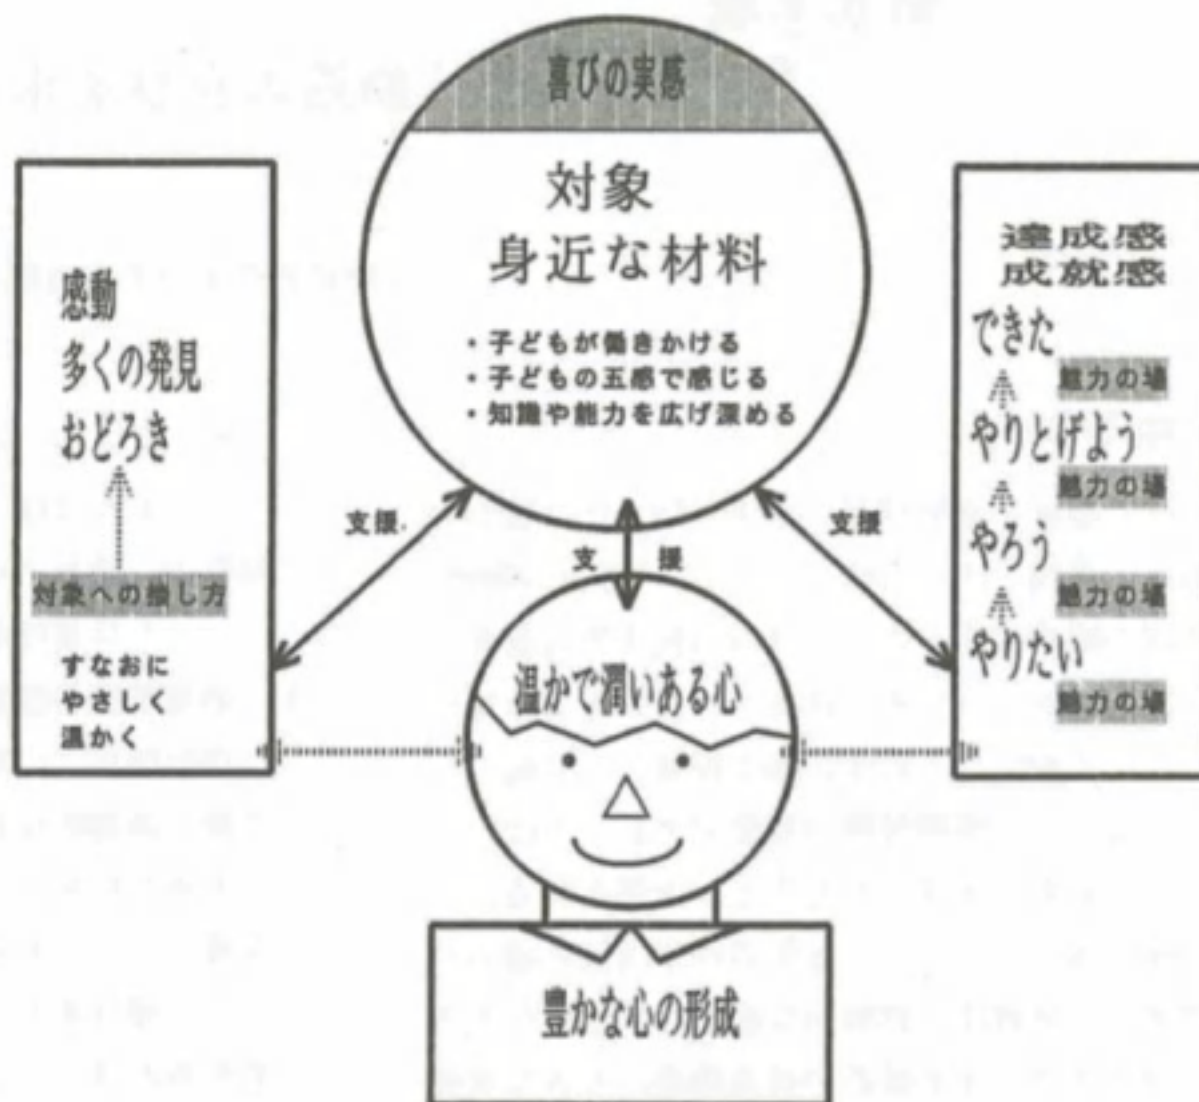 喜びの実感
対象
身近な材料
・子どもが働きかける
・子どもの五感で感じる
・知識や能力を広げ深める
感動
多くの発見
おどろき
対象への接し方
すなおに
やさしく
温かく
達成感
成就感
できた
魅力の場
やりとげよう
魅力の場
やろう
魅力の場
やりたい
魅力の場
支援
支援
支援
温かで潤いある心
豊かな心の形成